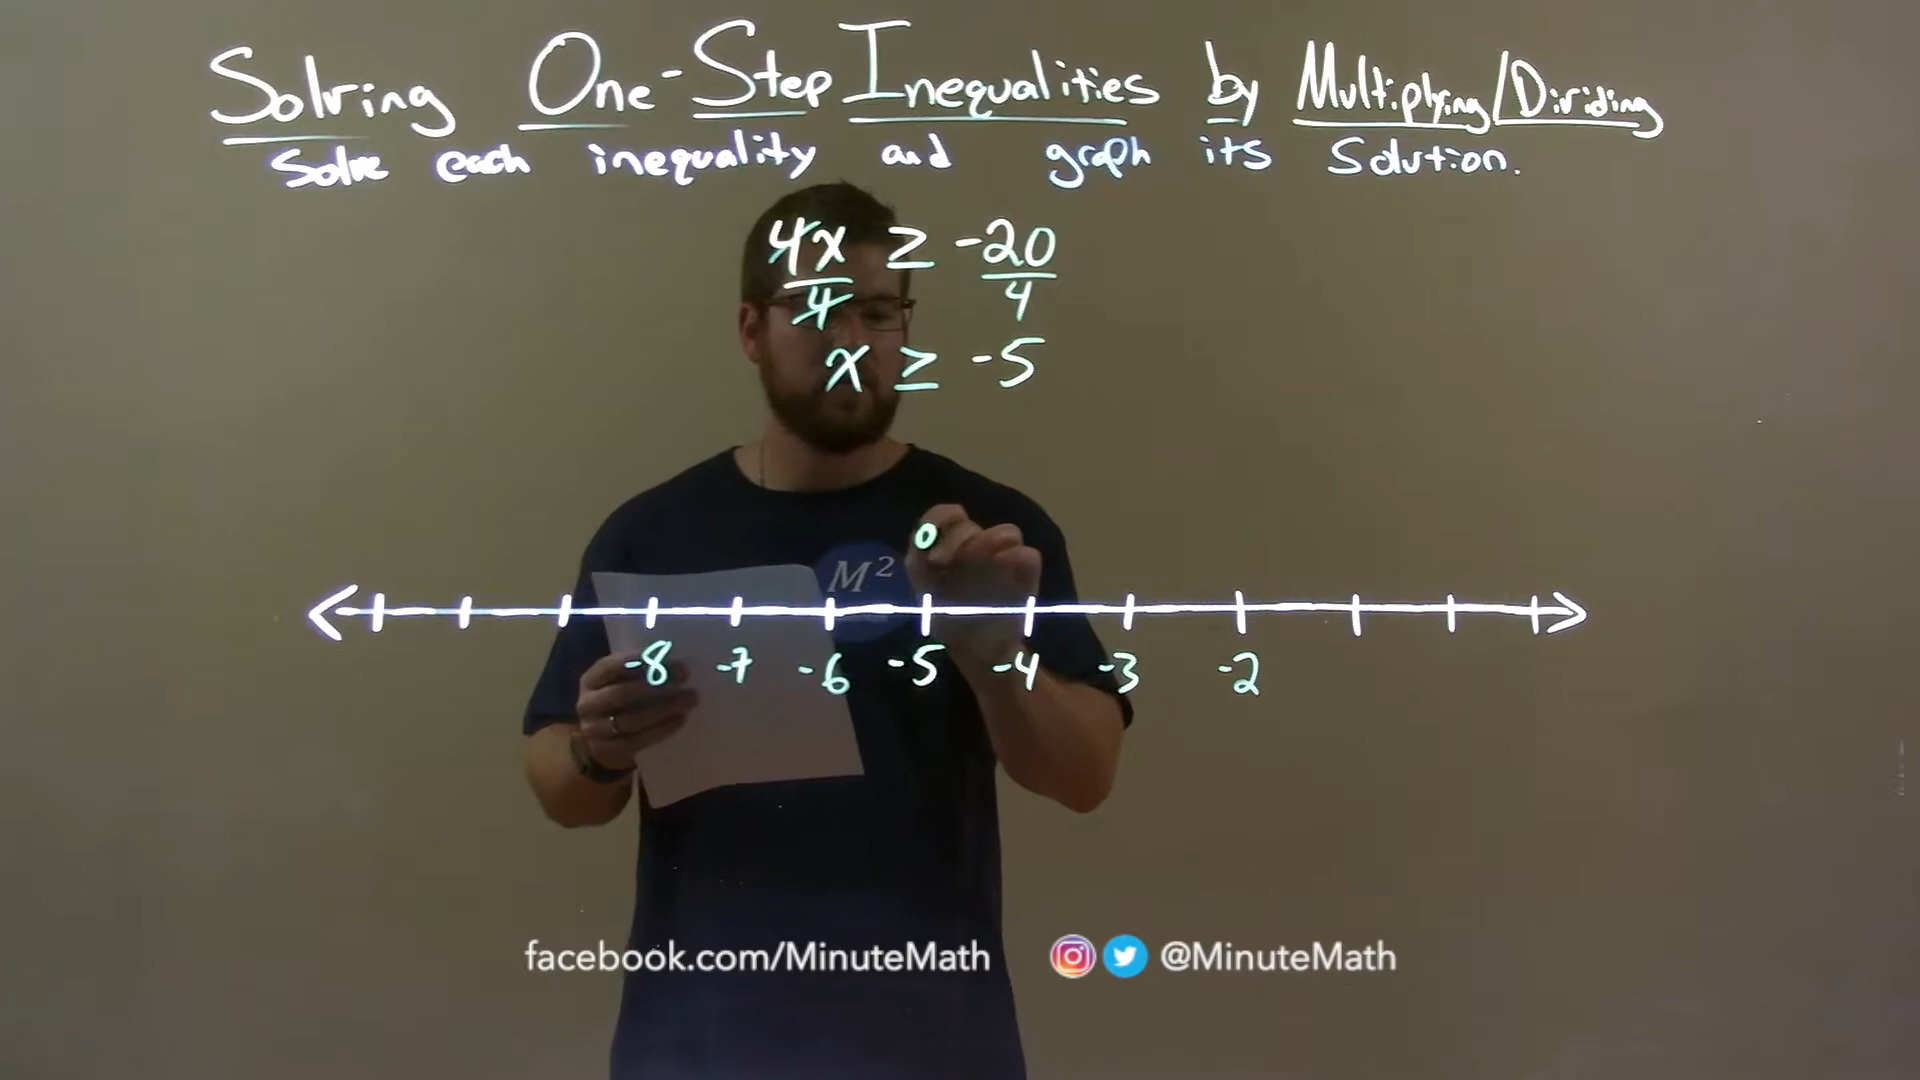 Solving One-Step Inequalities by Multiplying/Dividing
Solve each inequality and graph its Solution.
4x ≥ -20
4 4
x ≥ -5
M²
-8 -7 -6 -5 -4 -3 -2
facebook.com/MinuteMath @MinuteMath